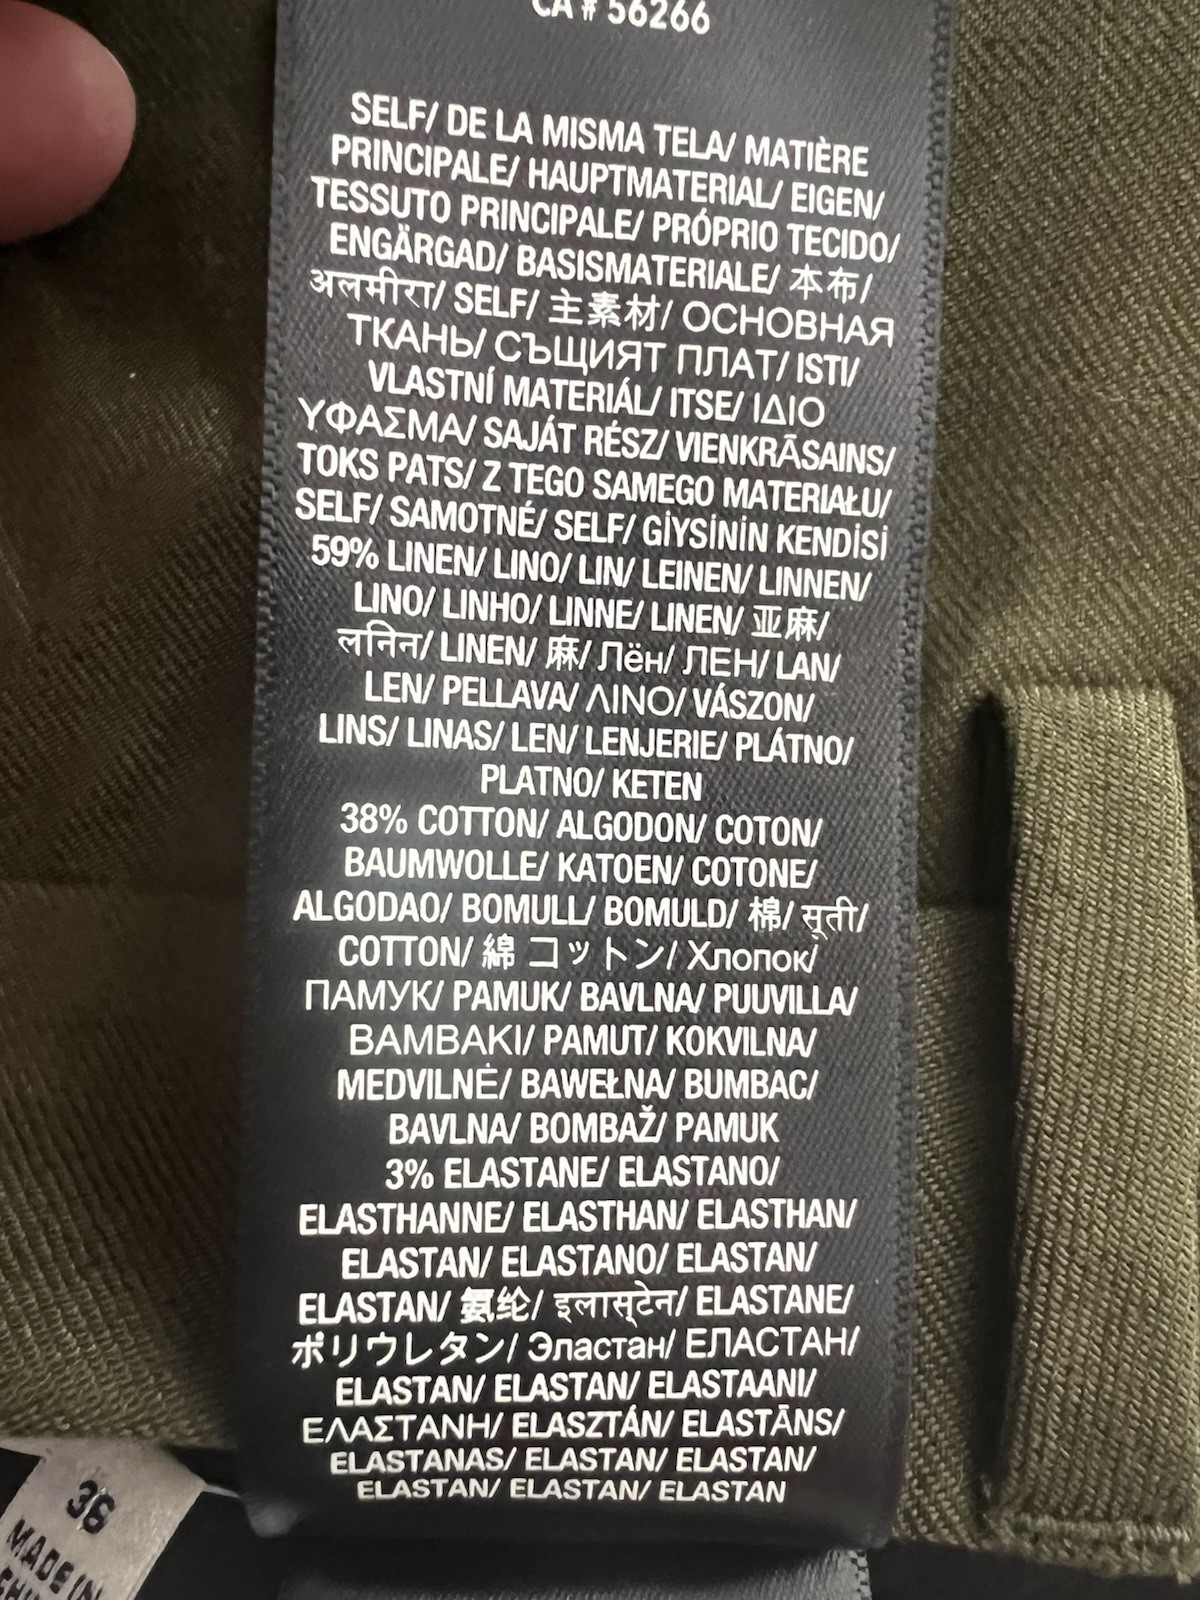 CA # 56266
SELF/ DE LA MISMA TELA/ MATIÈRE
PRINCIPALE/ HAUPTMATERIAL/ EIGEN/
TESSUTO PRINCIPALE/ PRÓPRIO TECIDO/
ENGÄRGAD/ BASISMATERIALE/ 本布/
अलमीरा/ SELF/ 主素材/ ОСНОВНАЯ
ТКАНЬ/ СЪЩИЯТ ПЛАТ/ ISTI/
VLASTNÍ MATERIÁL/ ITSE/ ΙΔΙΟ
ΥΦΑΣΜΑ/ SAJÁT RÉSZ/ VIENKRĀSAINS/
TOKS PATS/ Z TEGO SAMEGO MATERIAŁU/
SELF/ SAMOTNÉ/ SELF/ GİYSİNİN KENDİSİ
59% LINEN/ LINO/ LIN/ LEINEN/ LINNEN/
LINO/ LINHO/ LINNE/ LINEN/ 亚麻/
लनिन/ LINEN/ 麻/ Лён/ ЛЕН/ LAN/
LEN/ PELLAVA/ ΛΙΝΟ/ VÁSZON/
LINS/ LINAS/ LEN/ LENJERIE/ PLÁTNO/
PLATNO/ KETEN
38% COTTON/ ALGODON/ COTON/
BAUMWOLLE/ KATOEN/ COTONE/
ALGODAO/ BOMULL/ BOMULD/ 棉/ सूती/
COTTON/ 綿 コットン/ Хлопок/
ПАМУК/ PAMUK/ BAVLNA/ PUUVILLA/
ΒΑΜΒΑΚΙ/ PAMUT/ KOKVILNA/
MEDVILNĖ/ BAWEŁNA/ BUMBAC/
BAVLNA/ BOMBAŽ/ PAMUK
3% ELASTANE/ ELASTANO/
ELASTHANNE/ ELASTHAN/ ELASTHAN/
ELASTAN/ ELASTANO/ ELASTAN/
ELASTAN/ 氨纶/ इलास्टेन/ ELASTANE/
ポリウレタン/ Эластан/ ЕЛАСТАН/
ELASTAN/ ELASTAN/ ELASTAANI/
ΕΛΑΣΤΑΝΗ/ ELASZTÁN/ ELASTĀNS/
ELASTANAS/ ELASTAN/ ELASTAN/
ELASTAN/ ELASTAN/ ELASTAN
36
MADE IN